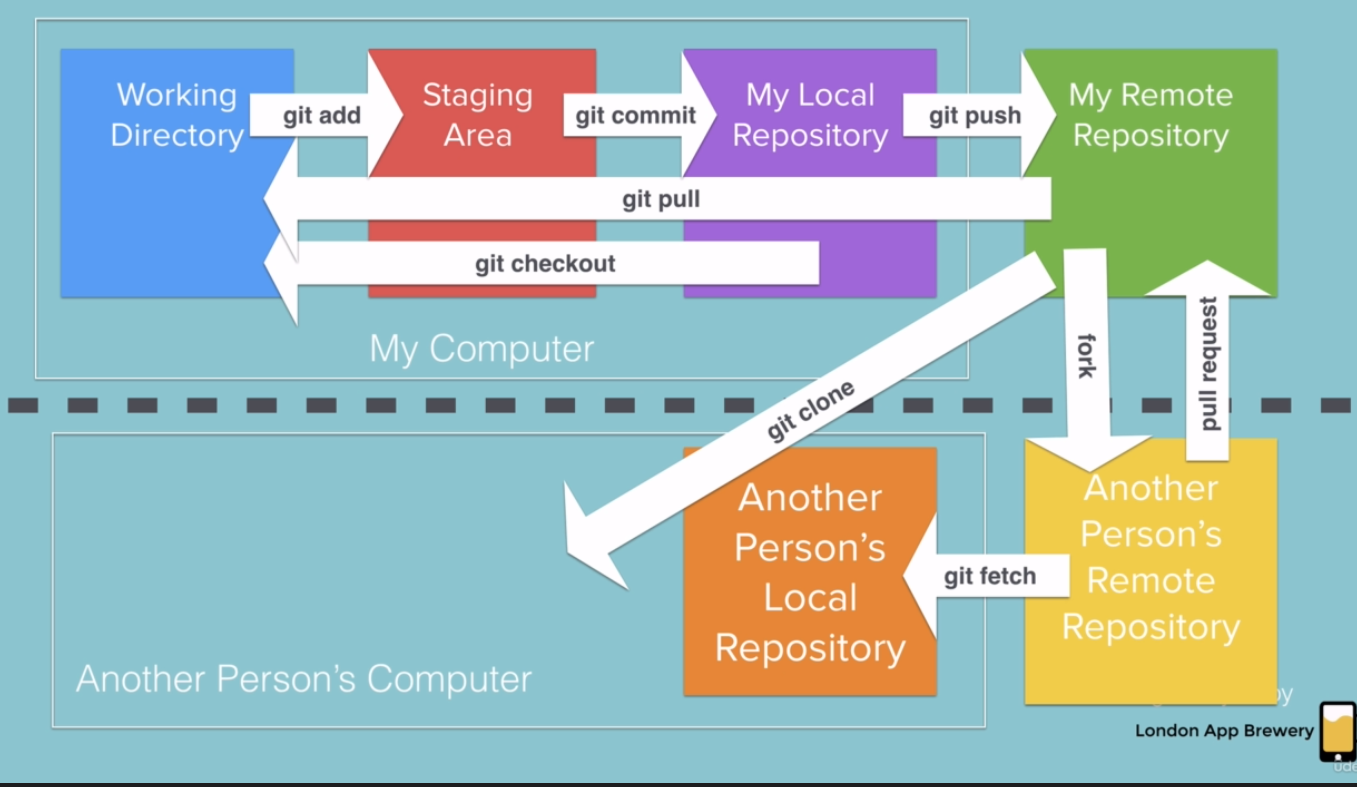 Working
Directory
git add
Staging
Area
git commit
My Local
Repository
git push
My Remote
Repository
git pull
git checkout
My Computer
git clone
fork
pull request
Another
Person's
Local
Repository
git fetch
Another
Person's
Remote
Repository
Another Person's Computer
London App Brewery